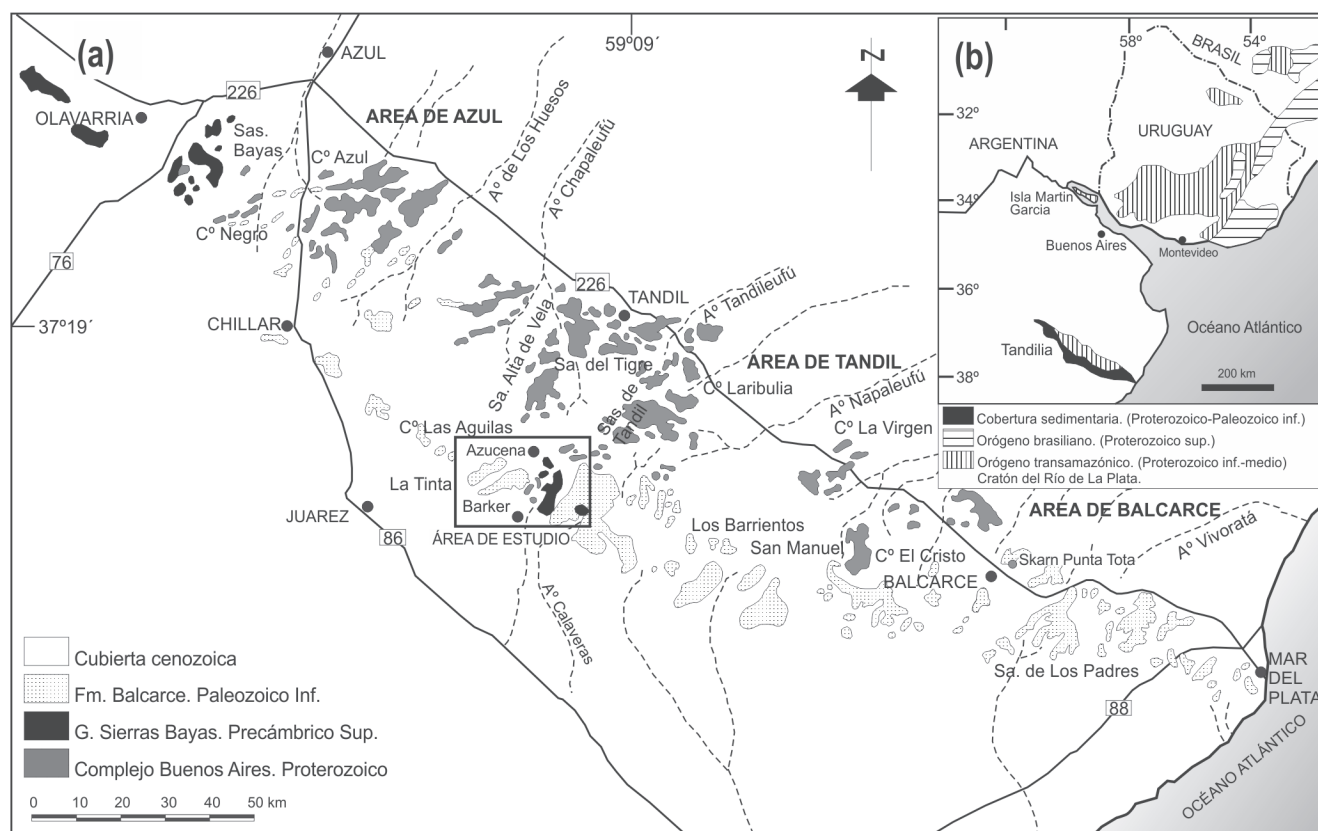 (a)
59º09´
N
(b)
58º
54º
BRASIL
AZUL
226
OLAVARRIA
AREA DE AZUL
Sas.
Bayas
Cº Azul
Aº de Los Huesos
Aº Chapaleufú
32º
ARGENTINA
URUGUAY
34º
Isla Martin
Garcia
Buenos Aires
Montevideo
Cº Negro
76
36º
37º19´
CHILLAR
226
TANDIL
Aº Tandileufú
Océano Atlántico
Tandilia
38º
200 km
Sa. Alta de Vela
Sa. del Tigre
AREA DE TANDIL
Cº Laribulia
Sas. de
Tandil
Aº Napaleufú
Cobertura sedimentaria. (Proterozoico-Paleozoico inf.)
Orógeno brasiliano. (Proterozoico sup.)
Orógeno transamazónico. (Proterozoico inf.-medio)
Cratón del Río de La Plata.
Cº Las Aguilas
Cº La Virgen
Azucena
La Tinta
Barker
JUAREZ
86
ÁREA DE ESTUDIO
Los Barrientos
San Manuel
AREA DE BALCARCE
Aº Vivoratá
Cº El Cristo
Skarn Punta Tota
BALCARCE
Aº Calaveras
Sa. de Los Padres
MAR
DEL
PLATA
88
OCÉANO ATLÁNTICO
Cubierta cenozoica
Fm. Balcarce. Paleozoico Inf.
G. Sierras Bayas. Precámbrico Sup.
Complejo Buenos Aires. Proterozoico
0 10 20 30 40 50 km